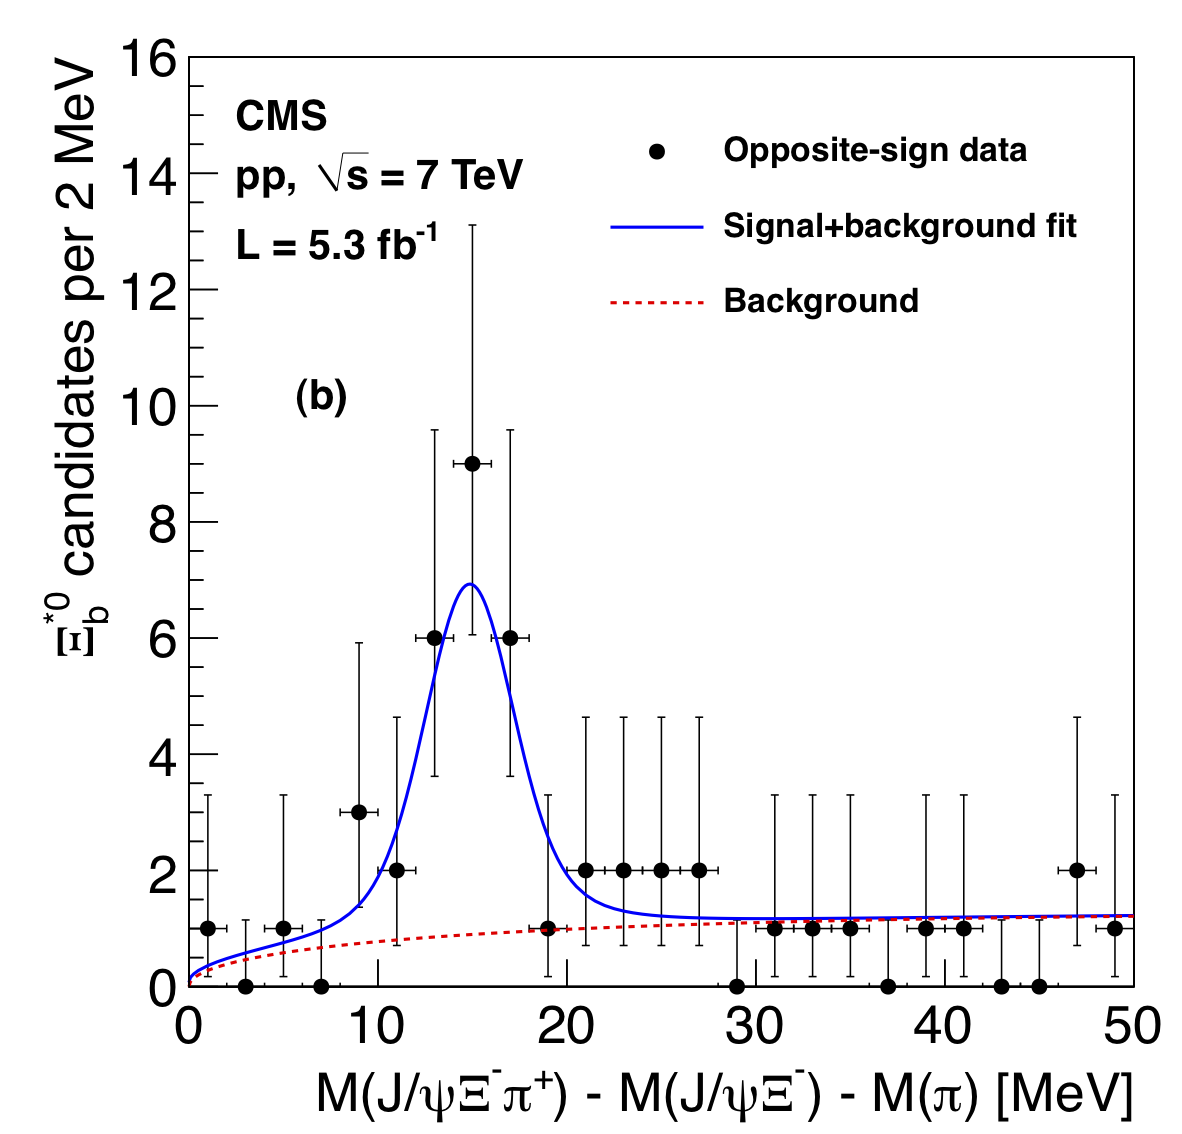 16
14
12
10
8
6
4
2
0
Ξb*0 candidates per 2 MeV
CMS
pp, √s = 7 TeV
L = 5.3 fb-1
(b)
Opposite-sign data
Signal+background fit
Background
0 10 20 30 40 50
M(J/ψΞ-π+) - M(J/ψΞ-) - M(π) [MeV]